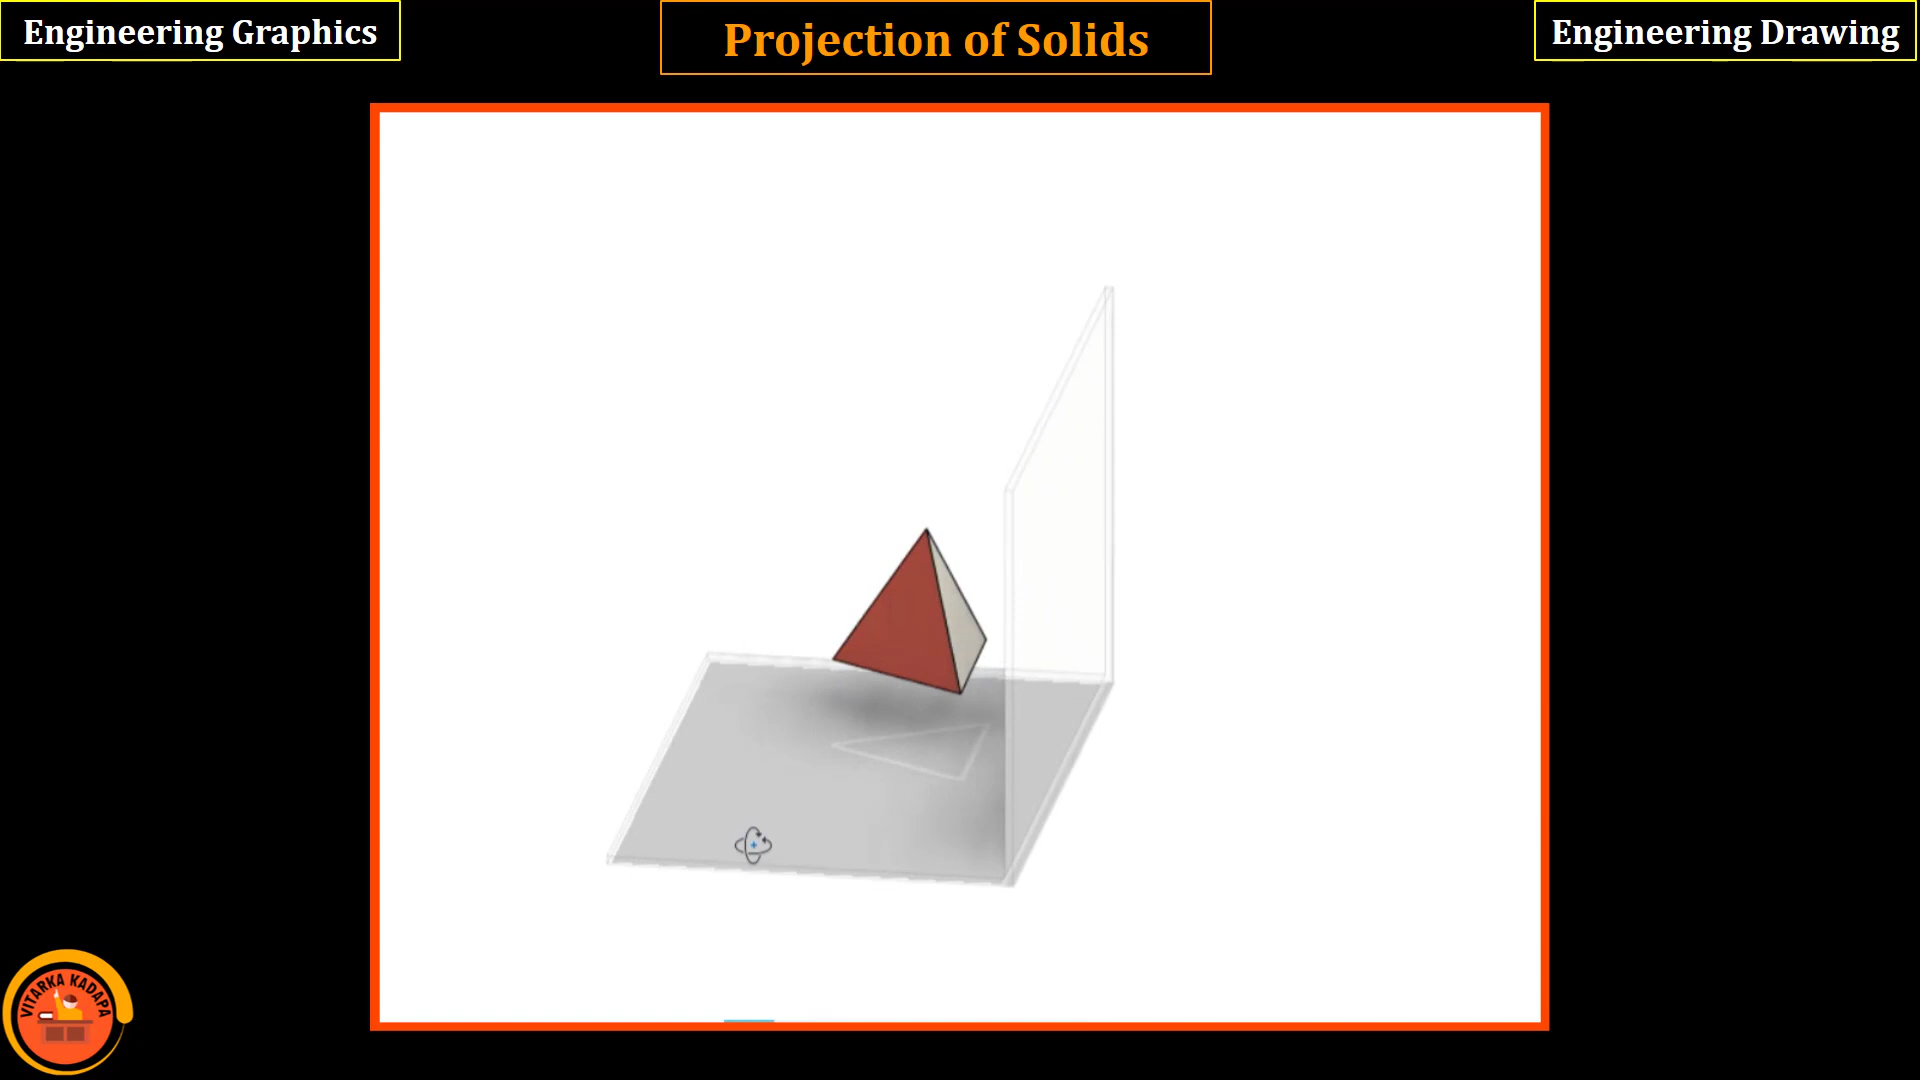 Engineering Graphics
Projection of Solids
Engineering Drawing
VITARKA KADAPA